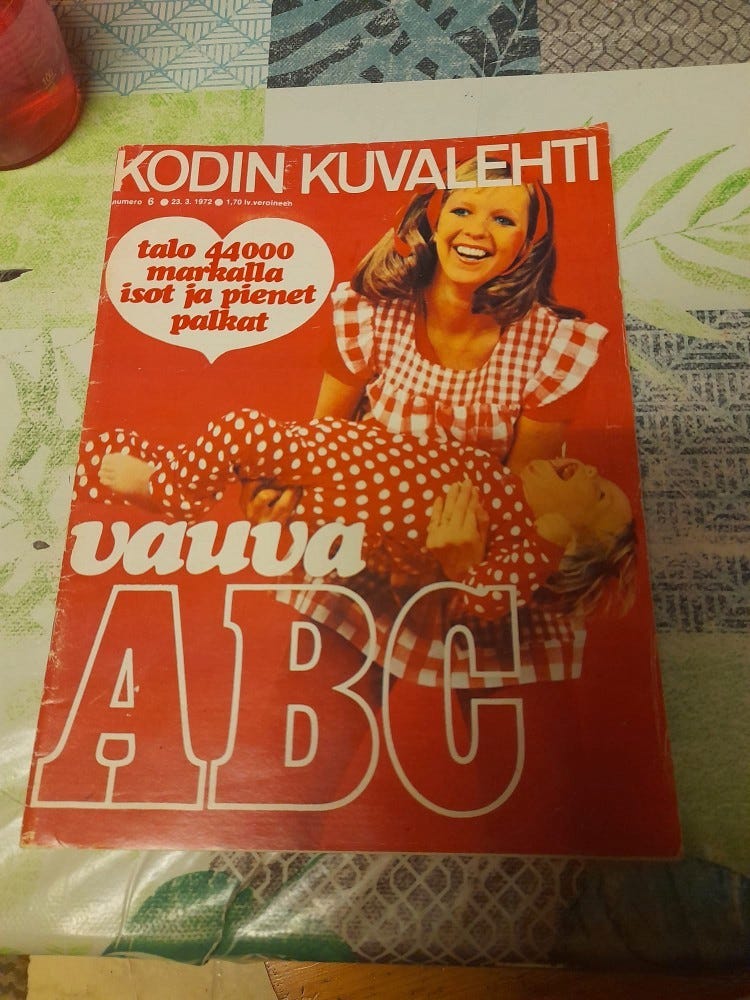 KODIN KUVALEHTI
numero 6 ● 23. 3. 1972 ● 1,70 lv.veroineen
talo 44000
markalla
isot ja pienet
palkat
vauva
ABC